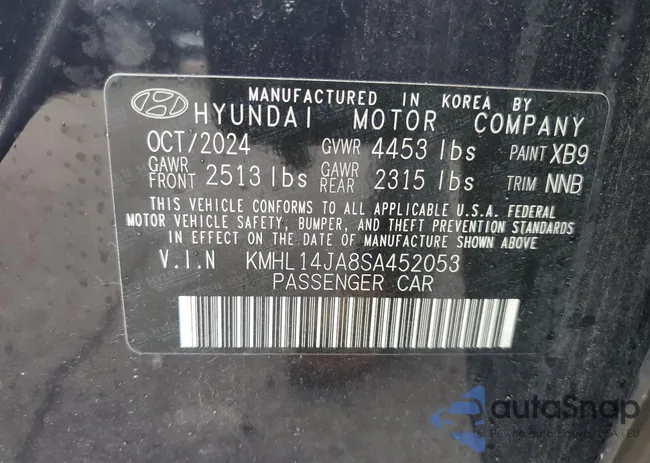 MANUFACTURED IN KOREA BY
HYUNDAI MOTOR COMPANY
OCT/2024 GVWR 4453 lbs PAINT XB9
GAWR FRONT 2513 lbs GAWR REAR 2315 lbs TRIM NNB
THIS VEHICLE CONFORMS TO ALL APPLICABLE U.S.A. FEDERAL
MOTOR VEHICLE SAFETY, BUMPER, AND THEFT PREVENTION STANDARDS
IN EFFECT ON THE DATE OF MANUFACTURE SHOWN ABOVE
V.I.N KMHL14JA8SA452053
PASSENGER CAR
autoSnap